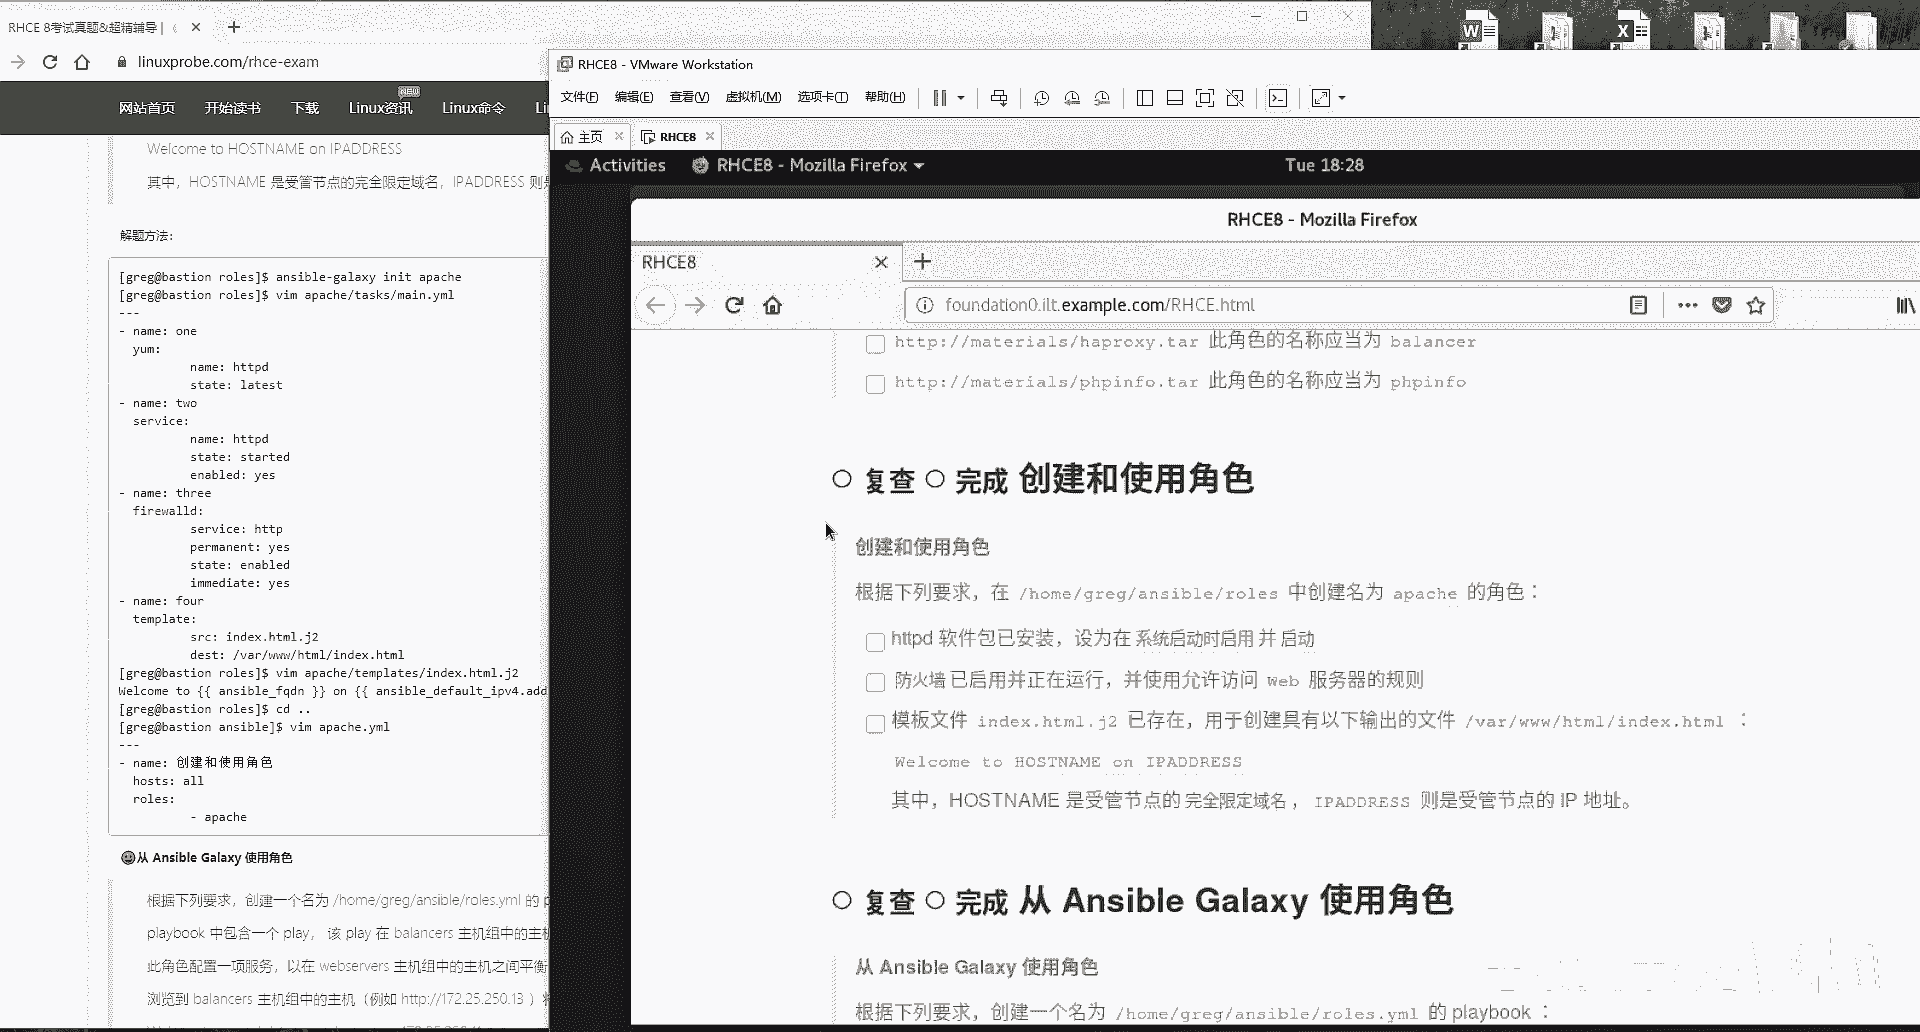 RHCE 8考试真题&超精辅导 |
linuxprobe.com/rhce-exam
网站首页 开始读书 下载 Linux资讯 NEW Linux命令 Li
Welcome to HOSTNAME on IPADDRESS
其中，HOSTNAME 是受管节点的完全限定域名，IPADDRESS 则是
解题方法:
[greg@bastion roles]$ ansible-galaxy init apache
[greg@bastion roles]$ vim apache/tasks/main.yml
---
- name: one
yum:
name: httpd
state: latest
- name: two
service:
name: httpd
state: started
enabled: yes
- name: three
firewalld:
service: http
permanent: yes
state: enabled
immediate: yes
- name: four
template:
src: index.html.j2
dest: /var/www/html/index.html
[greg@bastion roles]$ vim apache/templates/index.html.j2
Welcome to {{ ansible_fqdn }} on {{ ansible_default_ipv4.add
[greg@bastion roles]$ cd ..
[greg@bastion ansible]$ vim apache.yml
---
- name: 创建和使用角色
hosts: all
roles:
- apache
从 Ansible Galaxy 使用角色
根据下列要求，创建一个名为 /home/greg/ansible/roles.yml 的 p
playbook 中包含一个 play， 该 play 在 balancers 主机组中的主机
此角色配置一项服务，以在 webservers 主机组中的主机之间平衡
浏览到 balancers 主机组中的主机（例如 http://172.25.250.13 ）将
RHCE8 - VMware Workstation
文件(F) 编辑(E) 查看(V) 虚拟机(M) 选项卡(T) 帮助(H)
主页 RHCE8
Activities RHCE8 - Mozilla Firefox Tue 18:28
RHCE8 - Mozilla Firefox
RHCE8
foundation0.ilt.example.com/RHCE.html
http://materials/haproxy.tar 此角色的名称应当为 balancer
http://materials/phpinfo.tar 此角色的名称应当为 phpinfo
复查 完成 创建和使用角色
创建和使用角色
根据下列要求，在 /home/greg/ansible/roles 中创建名为 apache 的角色：
httpd 软件包已安装，设为在 系统启动时启用 并 启动
防火墙 已启用并正在运行，并使用允许访问 Web 服务器的规则
模板文件 index.html.j2 已存在，用于创建具有以下输出的文件 /var/www/html/index.html ：
Welcome to HOSTNAME on IPADDRESS
其中，HOSTNAME 是受管节点的 完全限定域名 ， IPADDRESS 则是受管节点的 IP 地址。
复查 完成 从 Ansible Galaxy 使用角色
从 Ansible Galaxy 使用角色
根据下列要求，创建一个名为 /home/greg/ansible/roles.yml 的 playbook ：